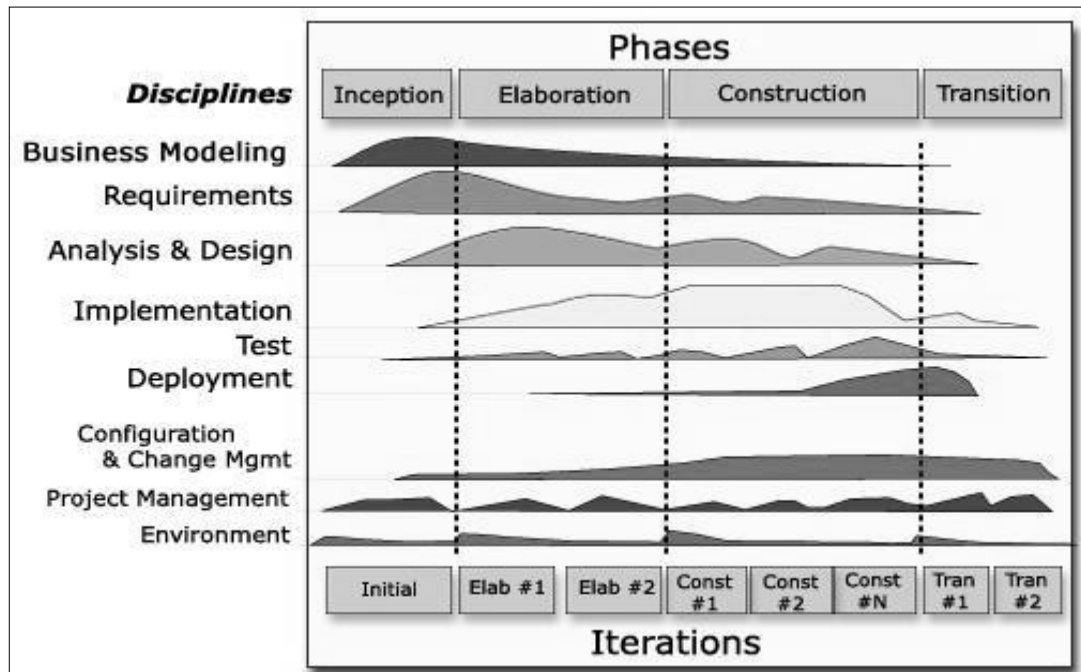 Phases
Disciplines
Inception
Elaboration
Construction
Transition
Business Modeling
Requirements
Analysis & Design
Implementation
Test
Deployment
Configuration
& Change Mgmt
Project Management
Environment
Initial
Elab #1
Elab #2
Const
#1
Const
#2
Const
#N
Tran
#1
Tran
#2
Iterations